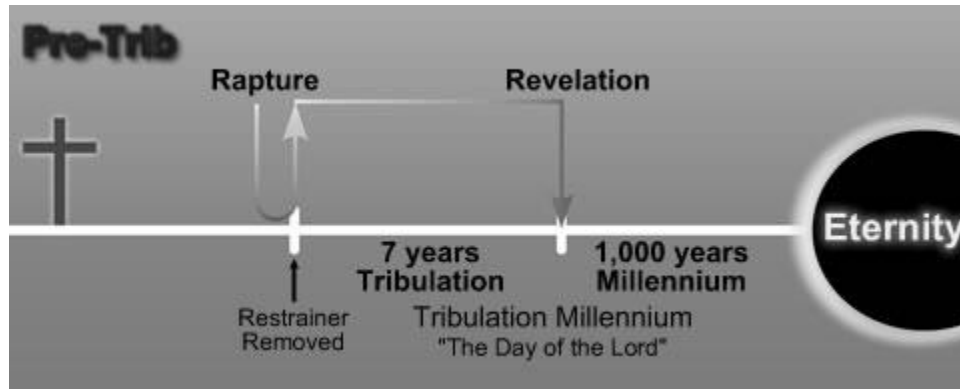 Pre-Trib
Rapture
Revelation
Eternity
7 years
Tribulation
1,000 years
Millennium
Restrainer
Removed
Tribulation Millennium
"The Day of the Lord"